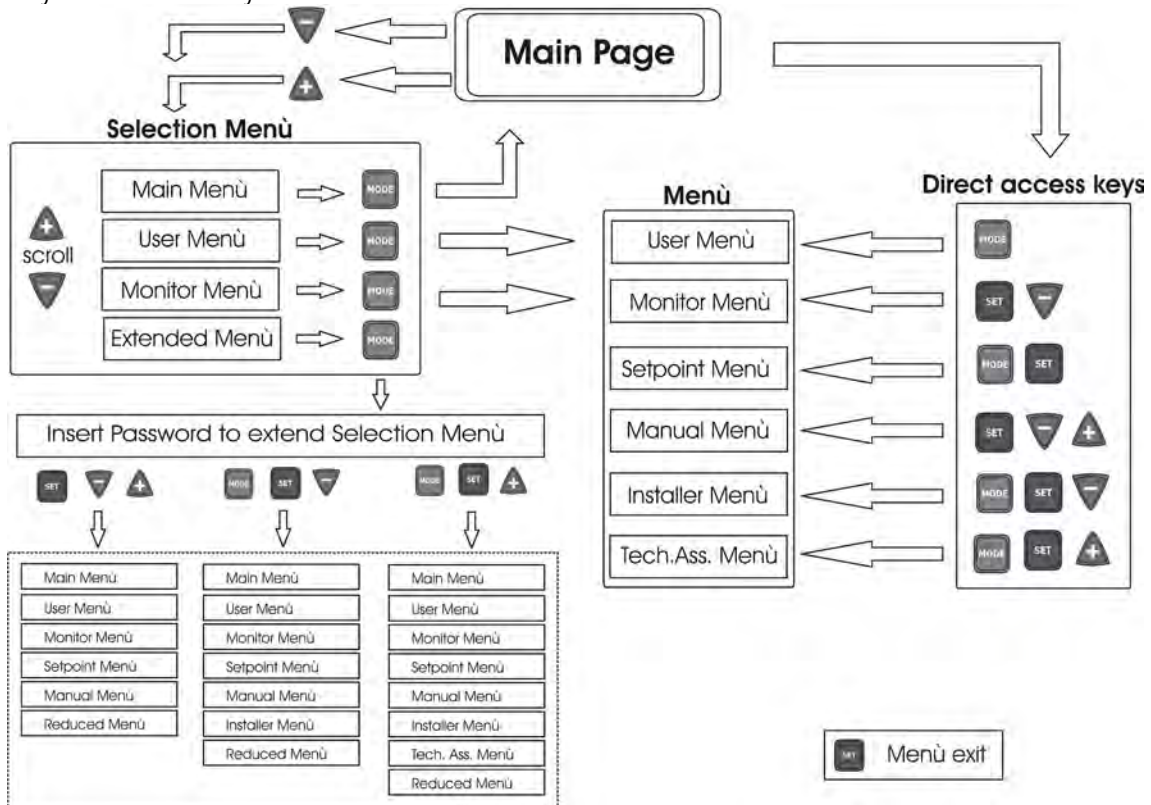 Main Page
Selection Menù
Main Menù
MODE
User Menù
MODE
scroll
Monitor Menù
MODE
Extended Menù
MODE
Insert Password to extend Selection Menù
SET
MODE
SET
MODE
SET
Main Menù
User Menù
Monitor Menù
Setpoint Menù
Manual Menù
Reduced Menù
Main Menù
User Menù
Monitor Menù
Setpoint Menù
Manual Menù
Installer Menù
Reduced Menù
Main Menù
User Menù
Monitor Menù
Setpoint Menù
Manual Menù
Installer Menù
Tech. Ass. Menù
Reduced Menù
Menù
User Menù
Monitor Menù
Setpoint Menù
Manual Menù
Installer Menù
Tech.Ass. Menù
Direct access keys
MODE
SET
MODE SET
SET
MODE SET
MODE SET
SET Menù exit